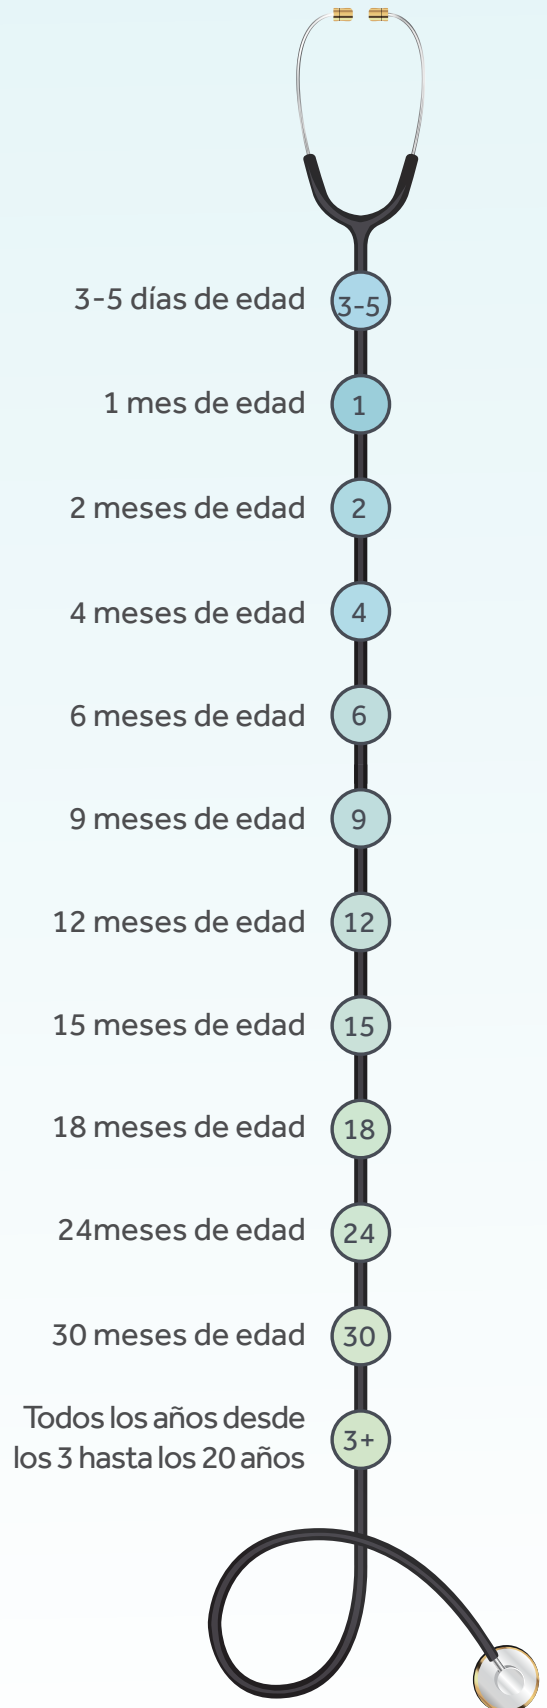 3-5 días de edad
3-5
1 mes de edad
1
2 meses de edad
2
4 meses de edad
4
6 meses de edad
6
9 meses de edad
9
12 meses de edad
12
15 meses de edad
15
18 meses de edad
18
24meses de edad
24
30 meses de edad
30
Todos los años desde
los 3 hasta los 20 años
3+